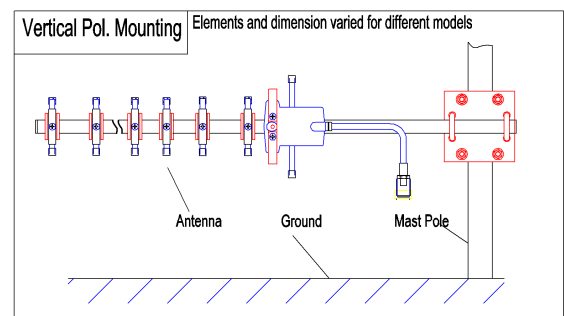 Vertical Pol. Mounting
Elements and dimension varied for different models
Antenna
Ground
Mast Pole